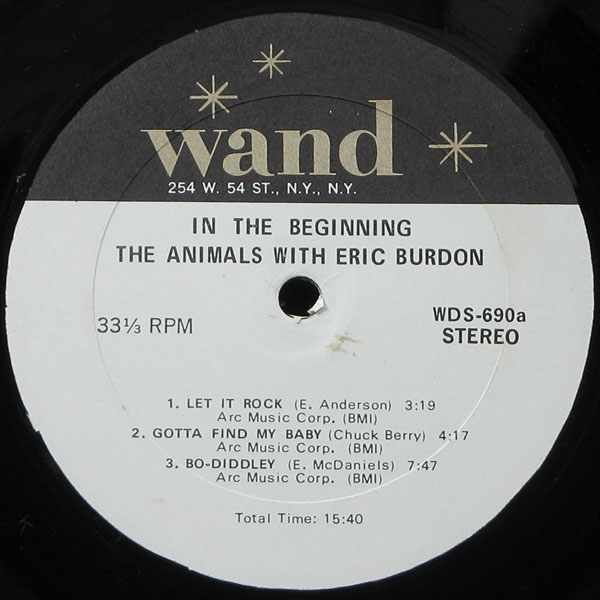 wand
254 W. 54 ST., N.Y., N.Y.
IN THE BEGINNING
THE ANIMALS WITH ERIC BURDON
33⅓ RPM
WDS-690a
STEREO
1. LET IT ROCK (E. Anderson) 3:19
Arc Music Corp. (BMI)
2. GOTTA FIND MY BABY (Chuck Berry) 4:17
Arc Music Corp. (BMI)
3. BO-DIDDLEY (E. McDaniels) 7:47
Arc Music Corp. (BMI)
Total Time: 15:40